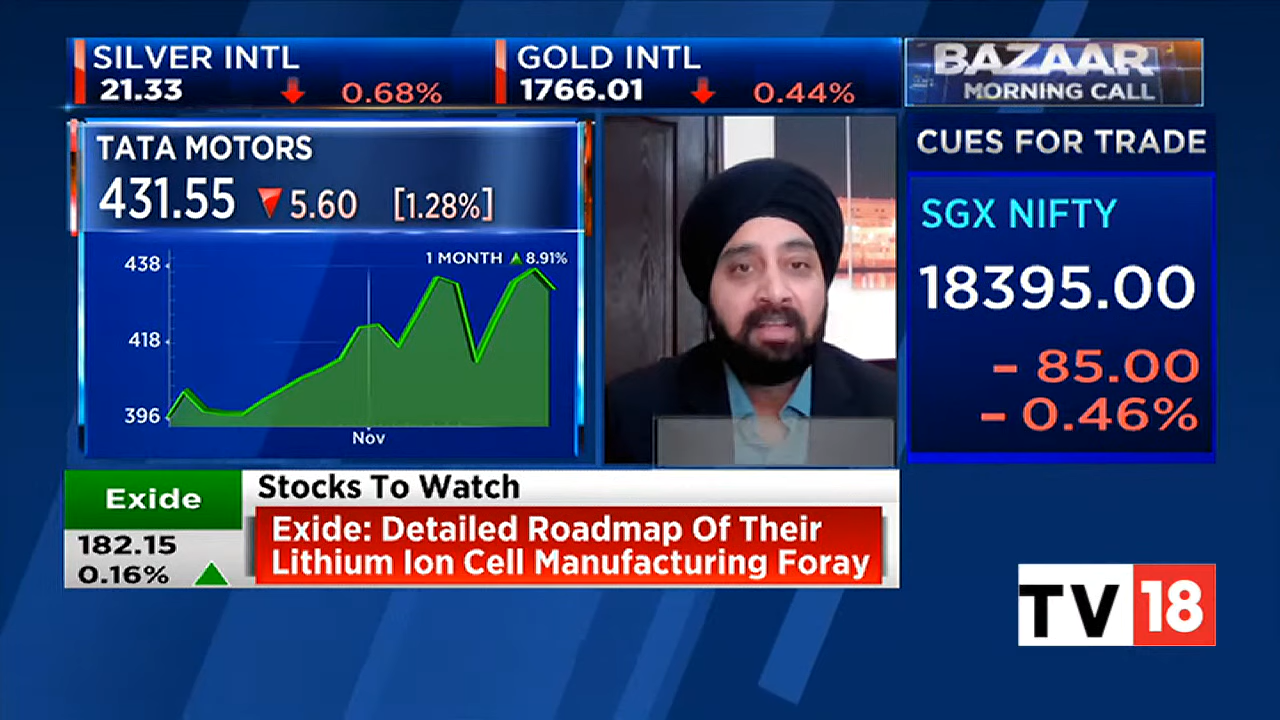 SILVER INTL
21.33 0.68%
GOLD INTL
1766.01 0.44%
BAZAAR
MORNING CALL
TATA MOTORS
431.55 5.60 [1.28%]
1 MONTH 8.91%
438
418
396
Nov
CUES FOR TRADE
SGX NIFTY
18395.00
- 85.00
- 0.46%
Exide
182.15
0.16%
Stocks To Watch
Exide: Detailed Roadmap Of Their
Lithium Ion Cell Manufacturing Foray
TV18